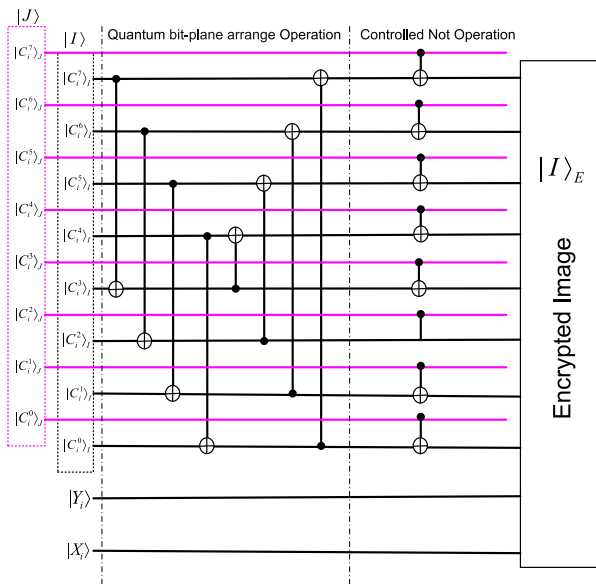 |J⟩
|I⟩ Quantum bit-plane arrange Operation Controlled Not Operation
|C_i^7⟩_J
|C_i^7⟩_I
|C_i^6⟩_J
|C_i^6⟩_I
|C_i^5⟩_J
|C_i^5⟩_I
|C_i^4⟩_J
|C_i^4⟩_I
|C_i^3⟩_J
|C_i^3⟩_I
|C_i^2⟩_J
|C_i^2⟩_I
|C_i^1⟩_J
|C_i^1⟩_I
|C_i^0⟩_J
|C_i^0⟩_I
|Y_i⟩
|X_i⟩
|I⟩_E
Encrypted Image